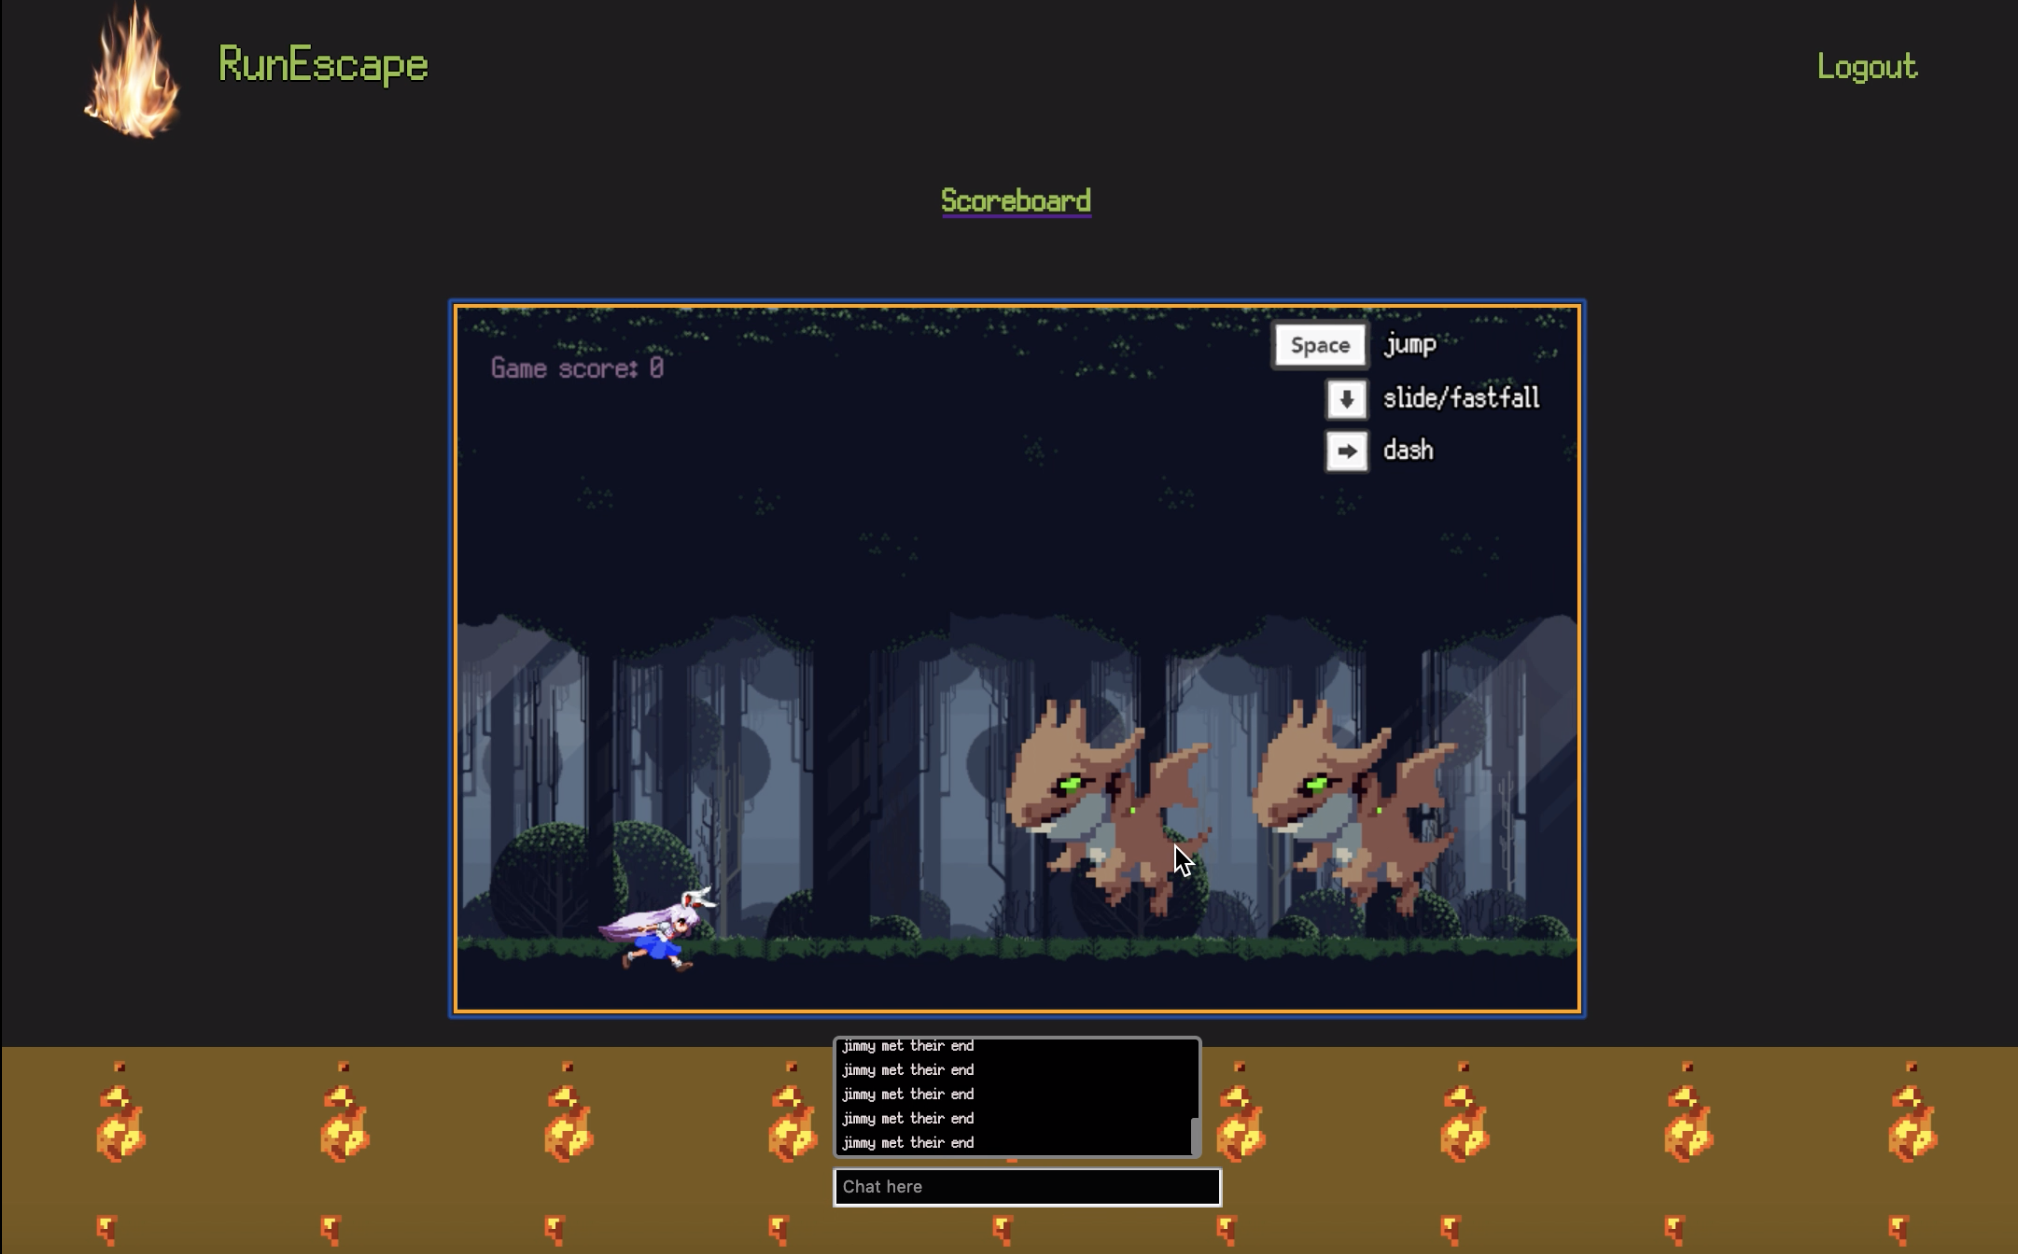 RunEscape
Logout
Scoreboard
Game score: 0
Space jump
slide/fastfall
dash
jimmy met their end
jimmy met their end
jimmy met their end
jimmy met their end
jimmy met their end
Chat here